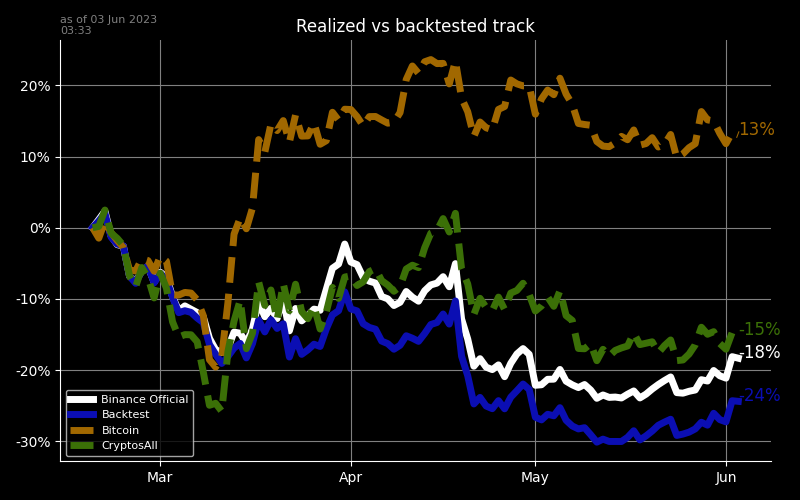 as of 03 Jun 2023
03:33
Realized vs backtested track
20%
10%
0%
-10%
-20%
-30%
13%
-15%
-18%
-24%
Binance Official
Backtest
Bitcoin
CryptosAll
Mar
Apr
May
Jun